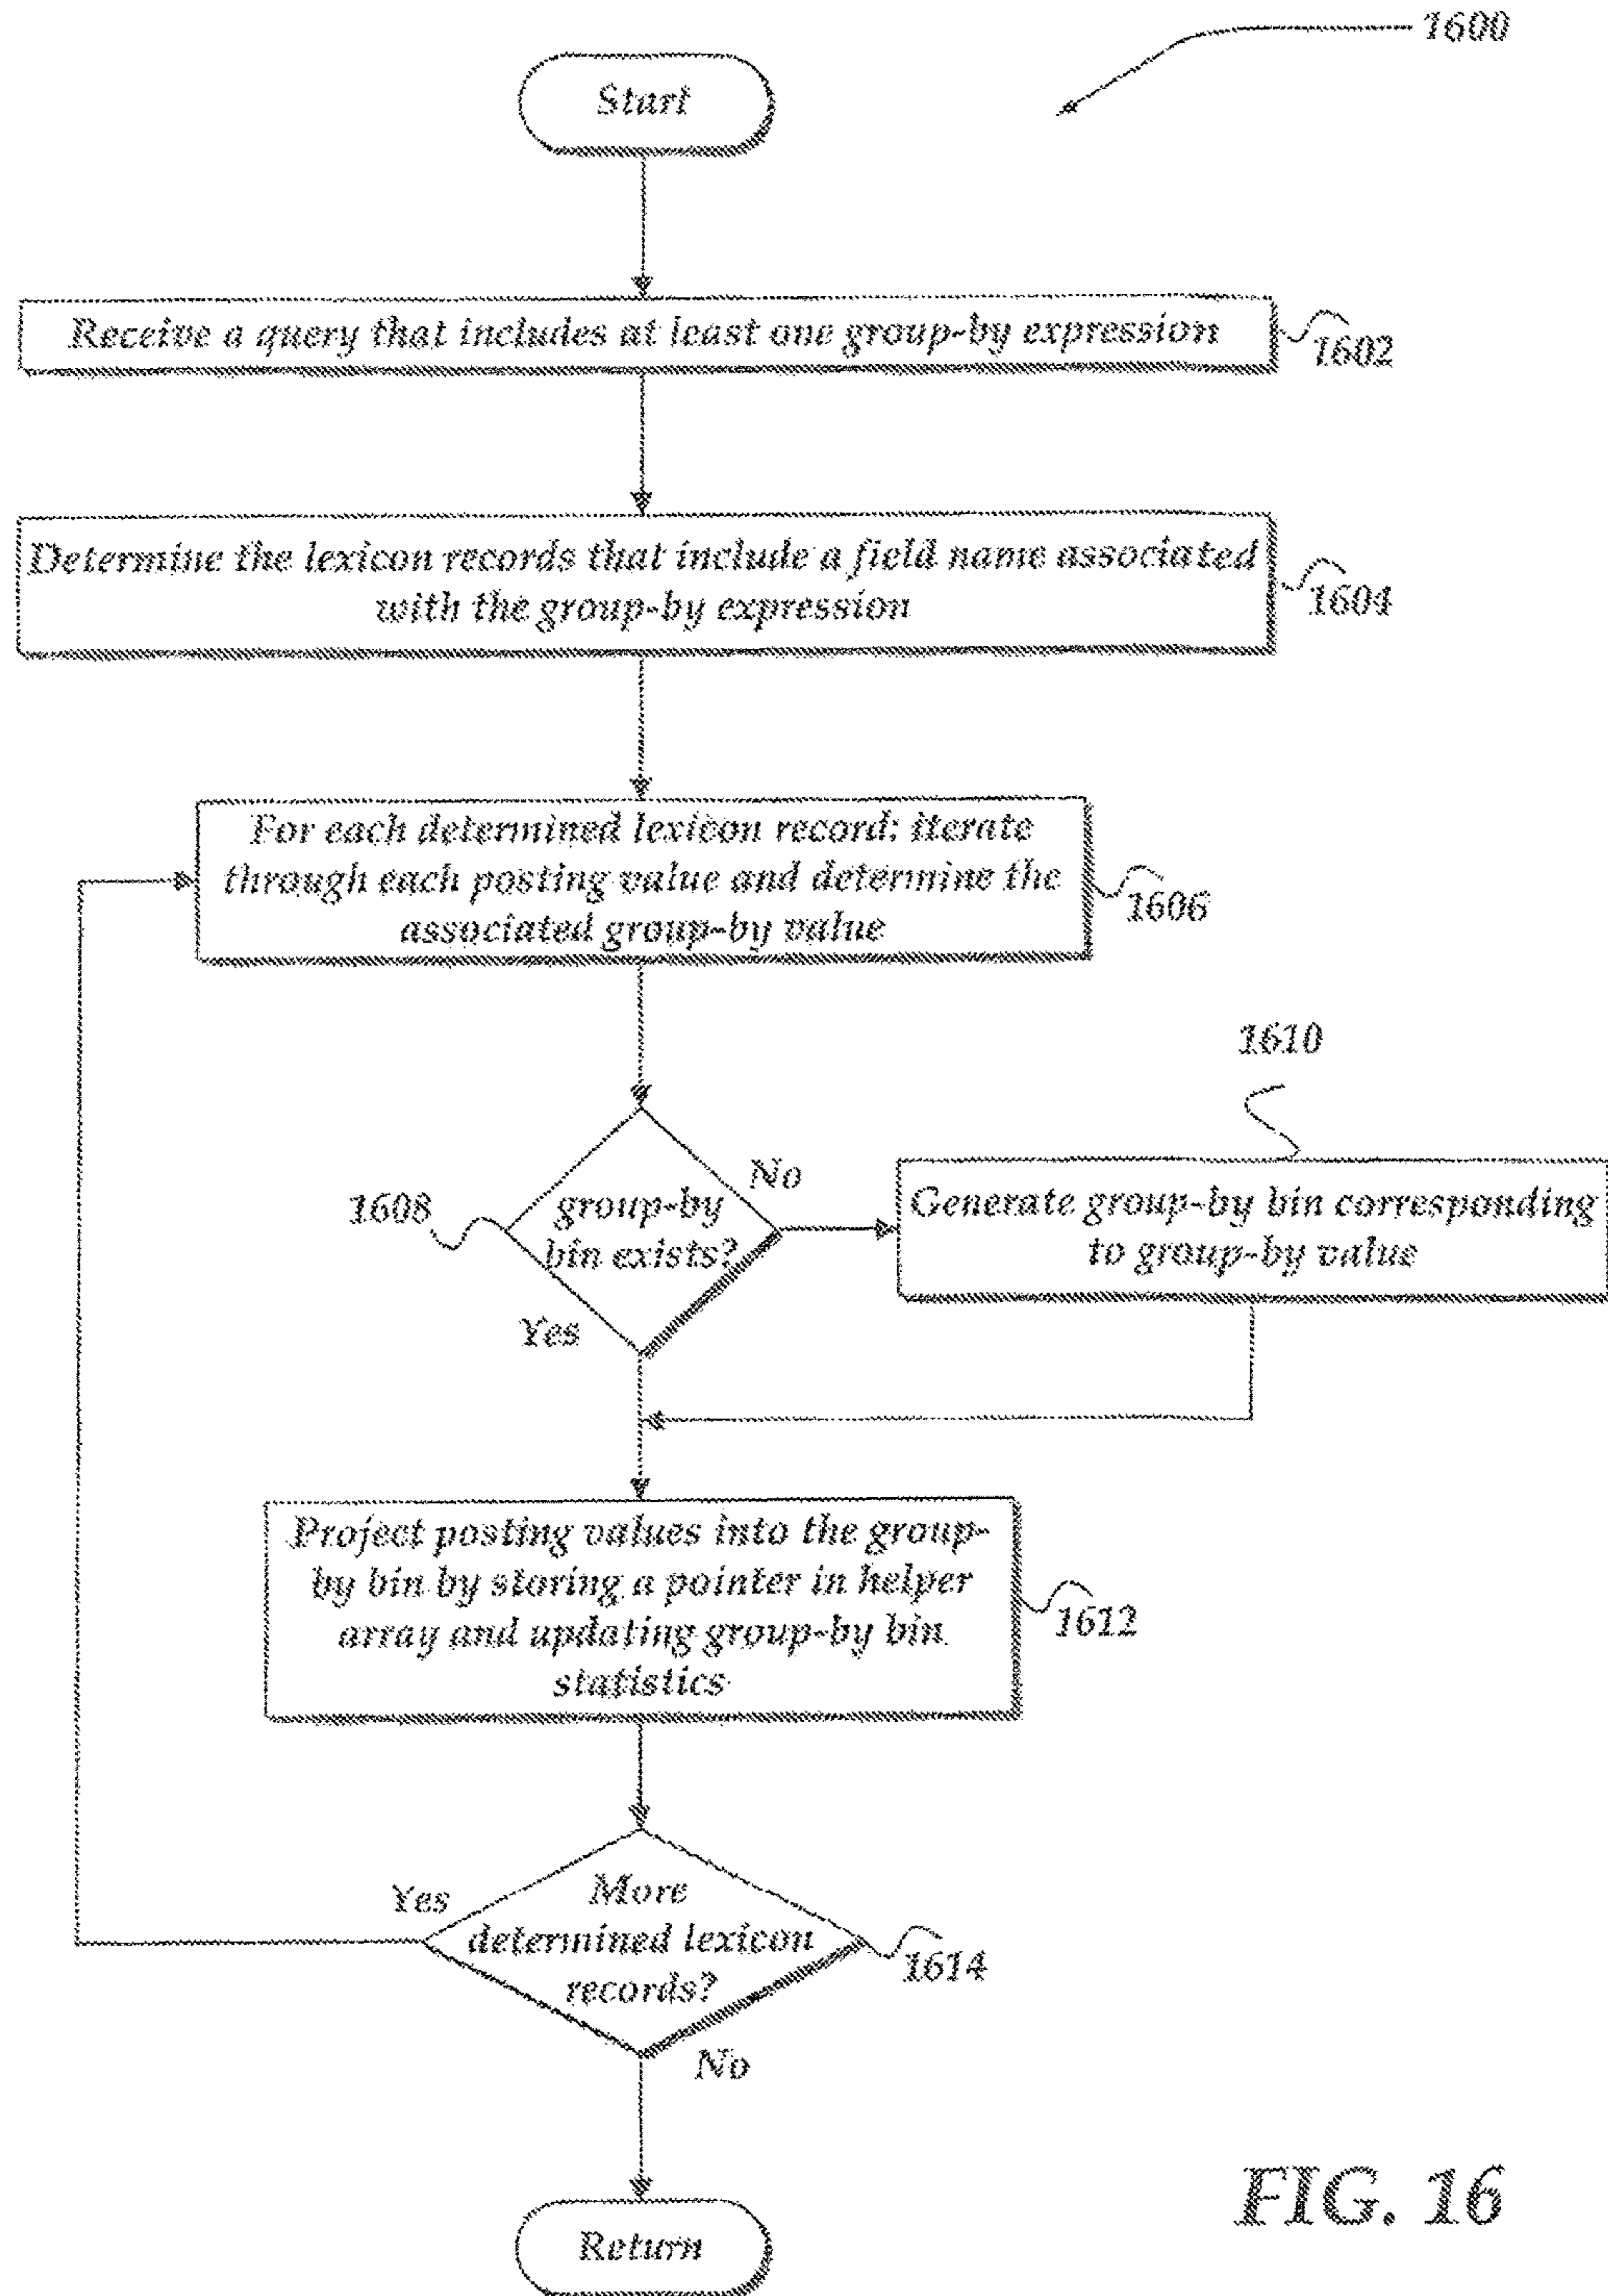 1600
Start
Receive a query that includes at least one group-by expression
1602
Determine the lexicon records that include a field name associated
with the group-by expression
1604
For each determined lexicon record: iterate
through each posting value and determine the
associated group-by value
1606
1610
No
1608
group-by
bin exists?
Generate group-by bin corresponding
to group-by value
Yes
Project posting values into the group-
by bin by storing a pointer in helper
array and updating group-by bin
statistics
1612
Yes
More
determined lexicon
records?
1614
No
Return
FIG. 16